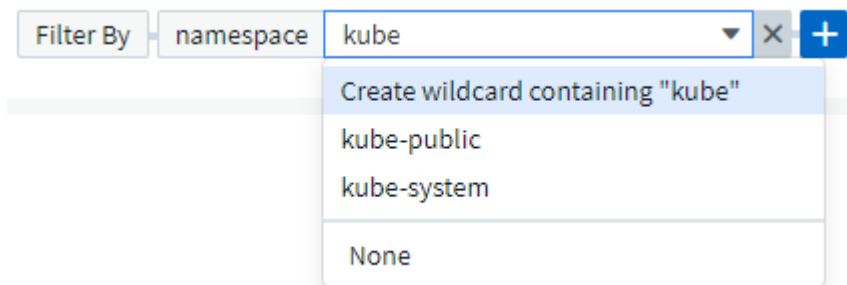 Filter By namespace kube
Create wildcard containing "kube"
kube-public
kube-system
None